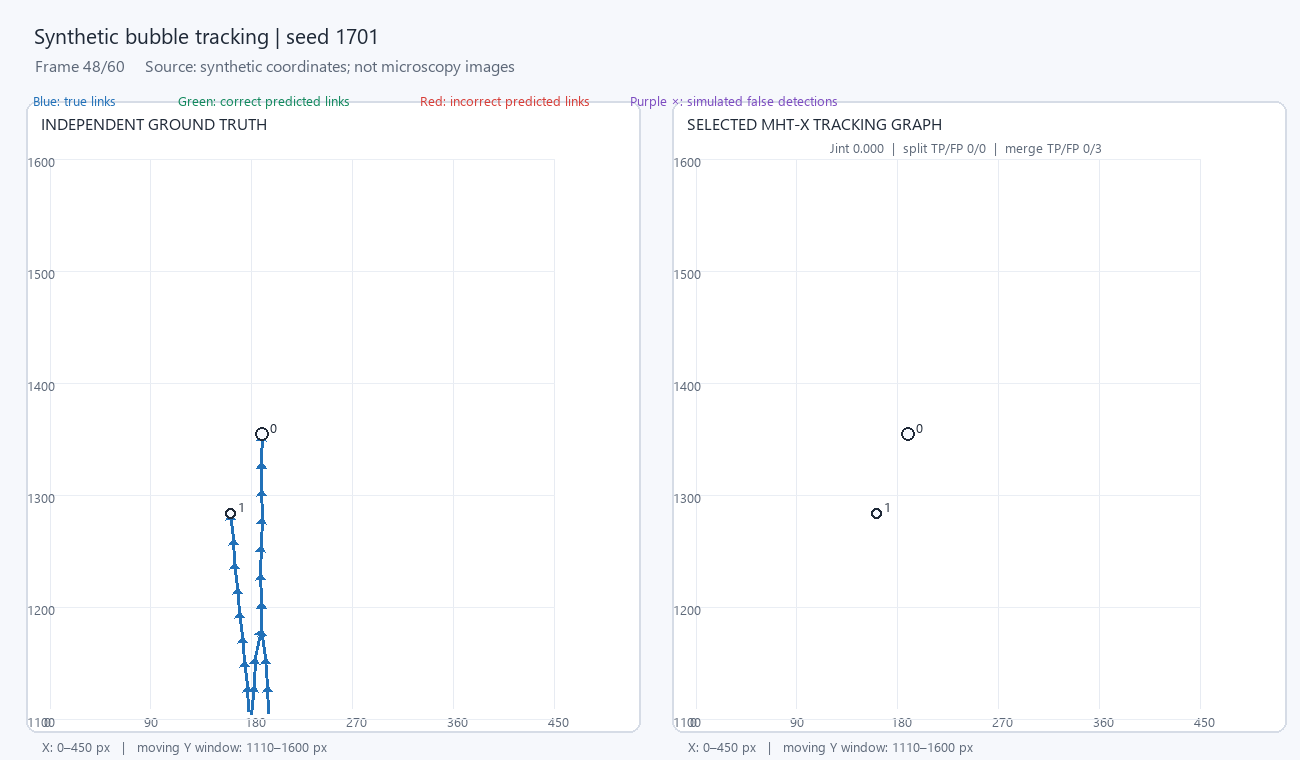 Synthetic bubble tracking | seed 1701
Frame 48/60 Source: synthetic coordinates; not microscopy images
Blue: true links Green: correct predicted links Red: incorrect predicted links Purple ×: simulated false detections
INDEPENDENT GROUND TRUTH
1600
1500
1400
1300
1200
1100
0 90 180 270 360 450
0
1
X: 0–450 px | moving Y window: 1110–1600 px
SELECTED MHT-X TRACKING GRAPH
Jint 0.000 | split TP/FP 0/0 | merge TP/FP 0/3
1600
1500
1400
1300
1200
1100
0 90 180 270 360 450
0
1
X: 0–450 px | moving Y window: 1110–1600 px